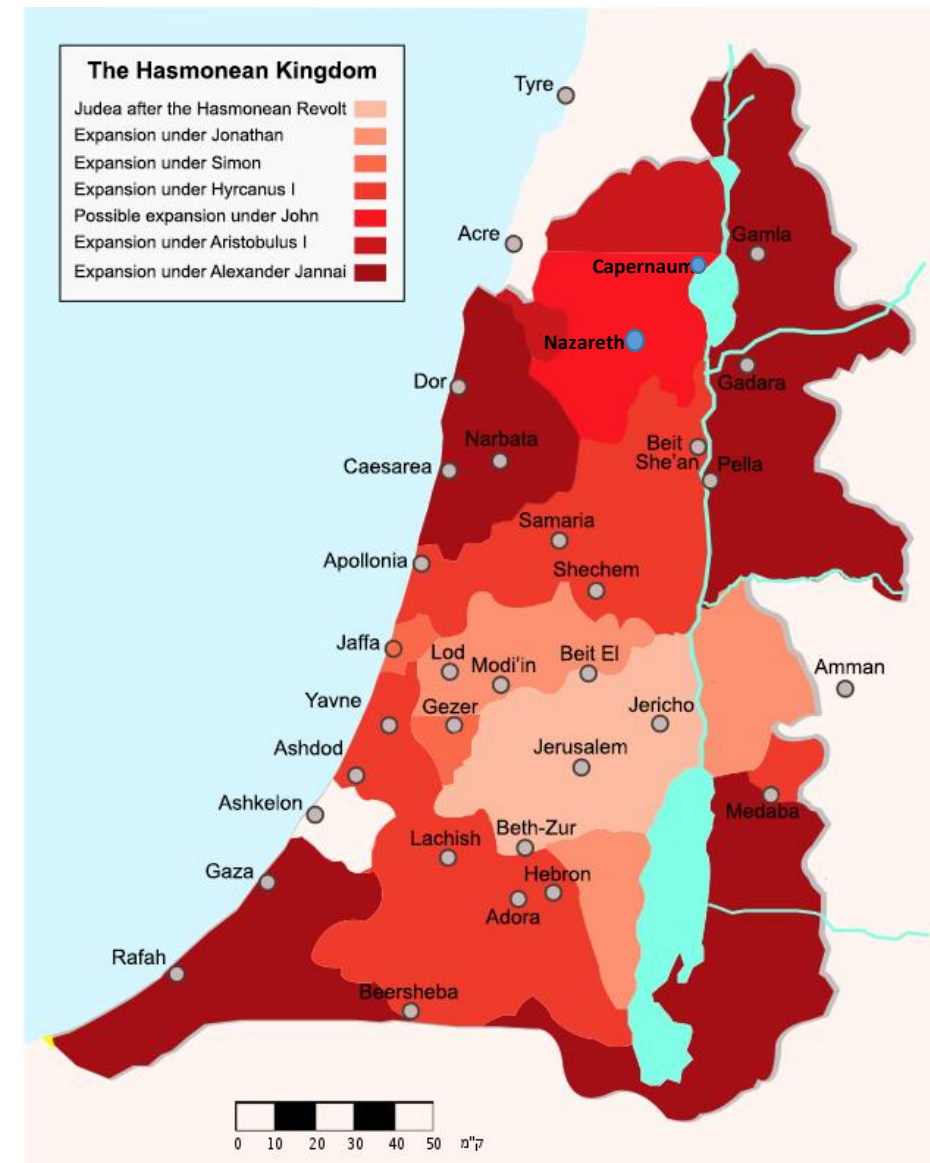 The Hasmonean Kingdom
Judea after the Hasmonean Revolt
Expansion under Jonathan
Expansion under Simon
Expansion under Hyrcanus I
Possible expansion under John
Expansion under Aristobulus I
Expansion under Alexander Jannai
Tyre
Acre
Gamla
Capernaum
Nazareth
Dor
Gadara
Narbata
Beit
She'an
Caesarea
Pella
Samaria
Apollonia
Shechem
Jaffa
Lod
Modi'in
Beit El
Amman
Yavne
Gezer
Jericho
Ashdod
Jerusalem
Ashkelon
Medaba
Lachish
Beth-Zur
Gaza
Hebron
Adora
Rafah
Beersheba
0 10 20 30 40 50 ק"מ